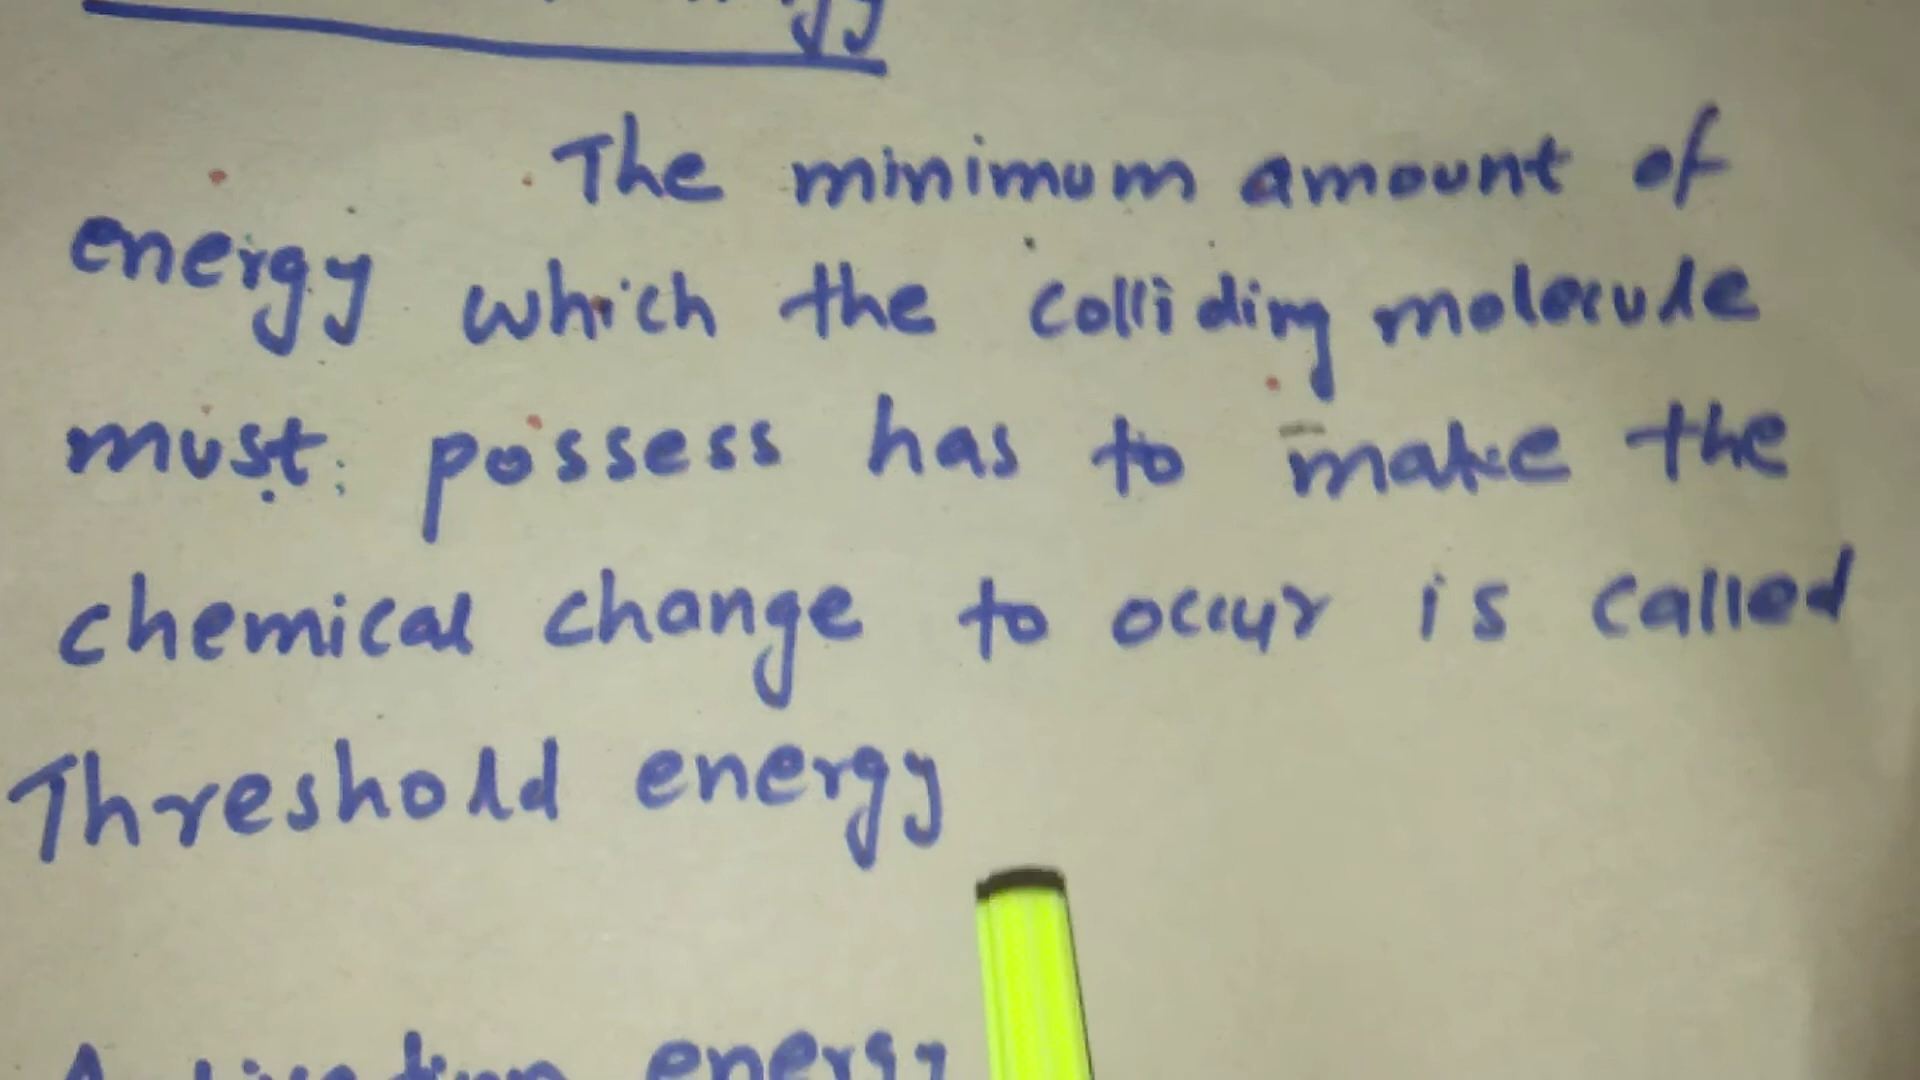 The minimum amount of
energy which the colliding molecule
must possess has to make the
chemical change to occur is called
Threshold energy
energy